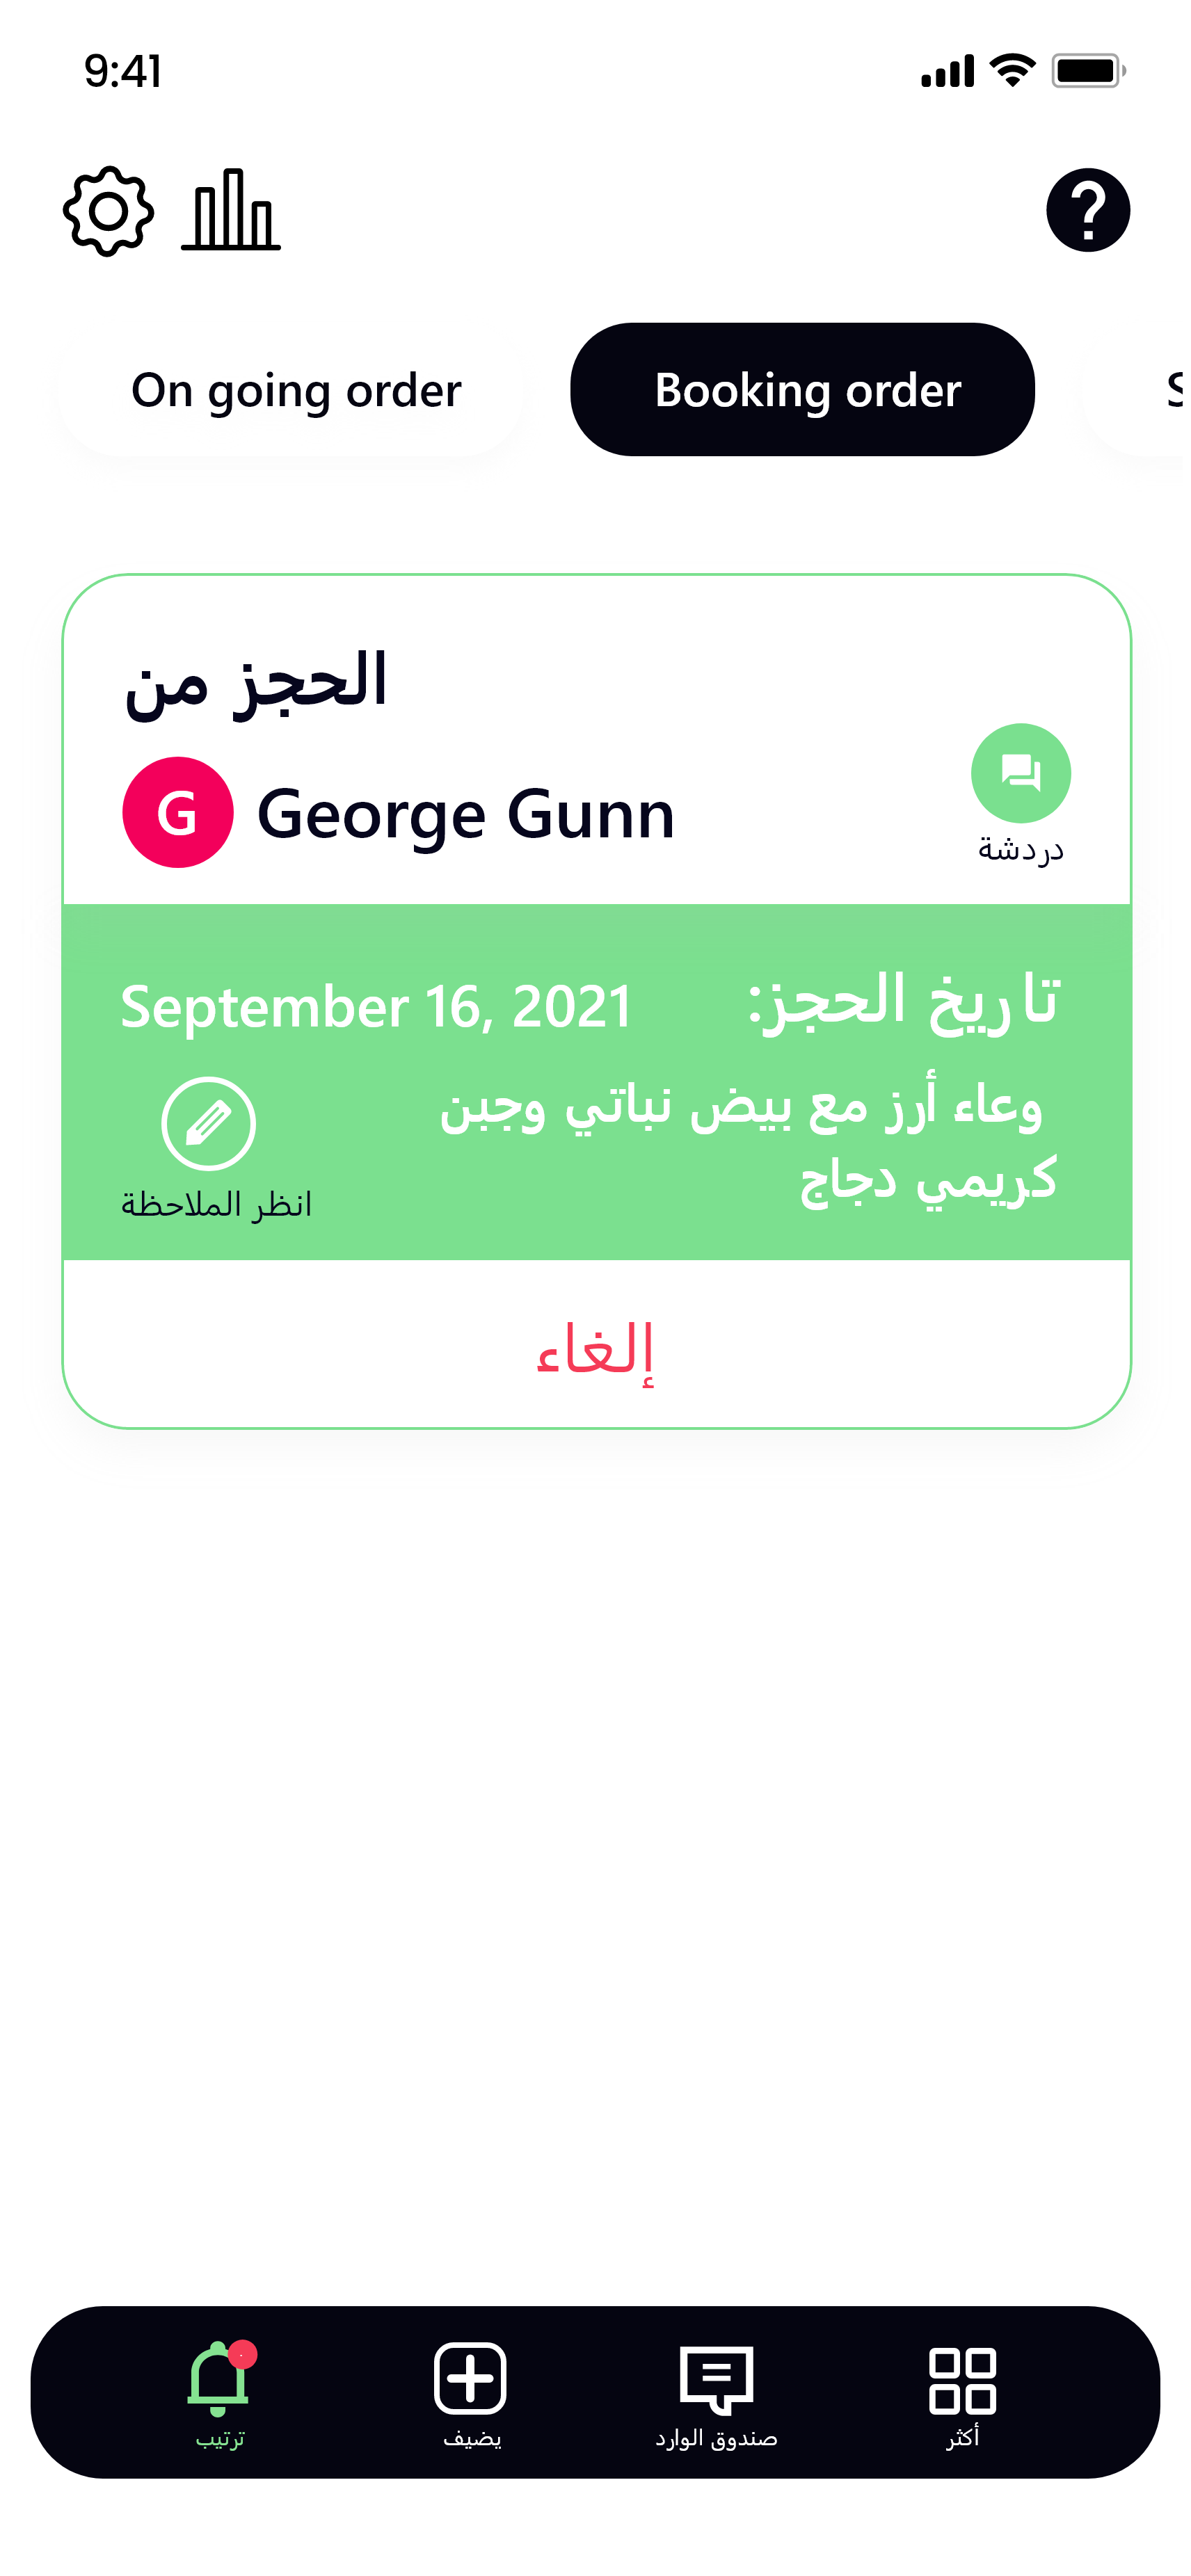 9:41
On going order
Booking order
S
الحجز من
G
George Gunn
دردشة
تاريخ الحجز:
September 16, 2021
وعاء أرز مع بيض نباتي وجبن
كريمي دجاج
انظر الملاحظة
إلغاء
ترتيب
يضيف
صندوق الوارد
أكثر